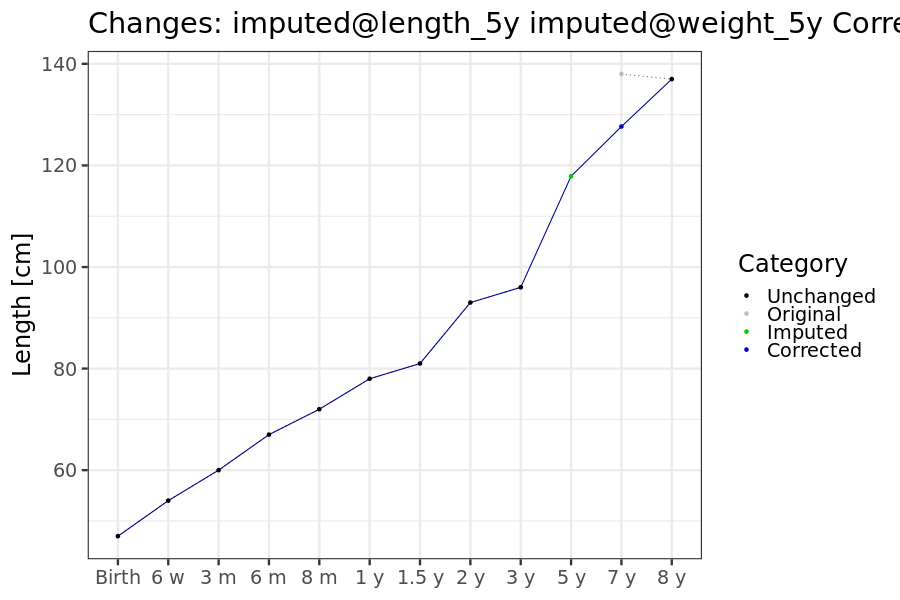 Changes: imputed@length_5y imputed@weight_5y Corre
140
120
100
80
60
Length [cm]
Birth 6 w 3 m 6 m 8 m 1 y 1.5 y 2 y 3 y 5 y 7 y 8 y
Category
Unchanged
Original
Imputed
Corrected